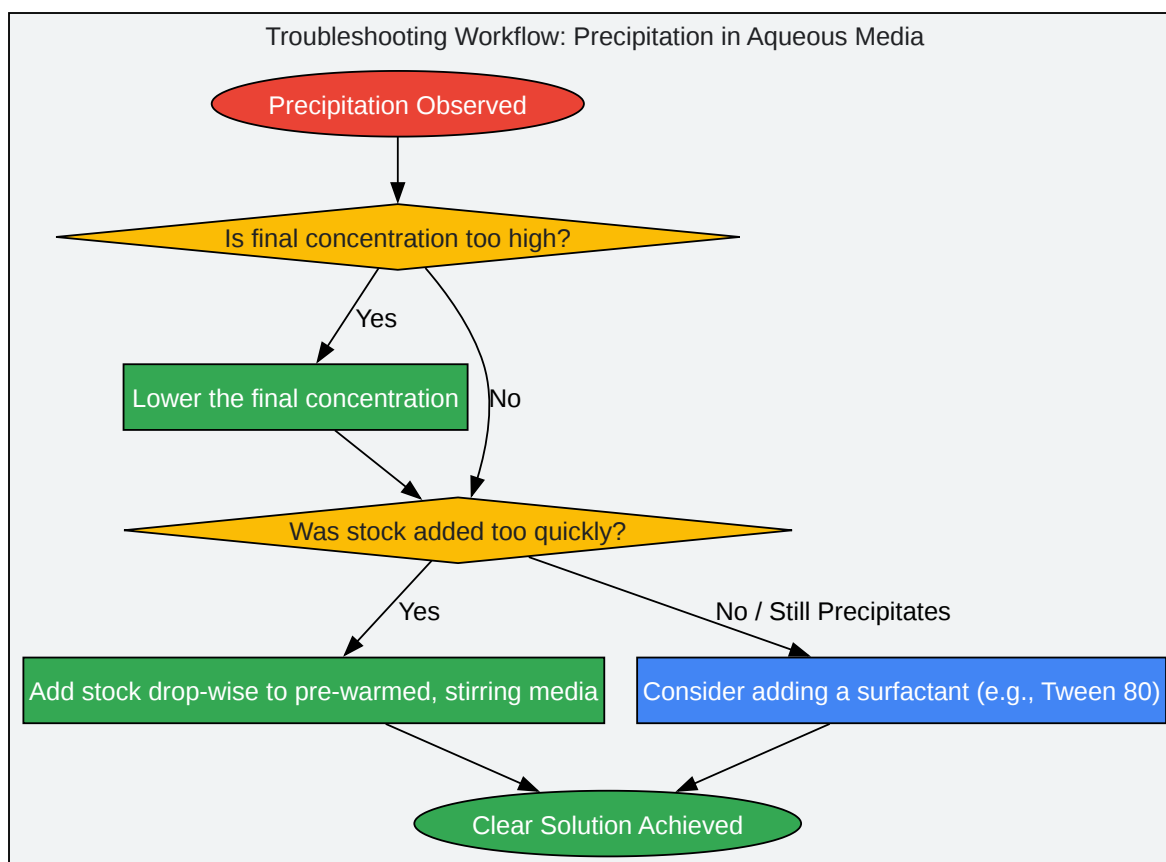 Troubleshooting Workflow: Precipitation in Aqueous Media
Precipitation Observed
Is final concentration too high?
Yes
Lower the final concentration
No
Was stock added too quickly?
Yes
No / Still Precipitates
Add stock drop-wise to pre-warmed, stirring media
Consider adding a surfactant (e.g., Tween 80)
Clear Solution Achieved